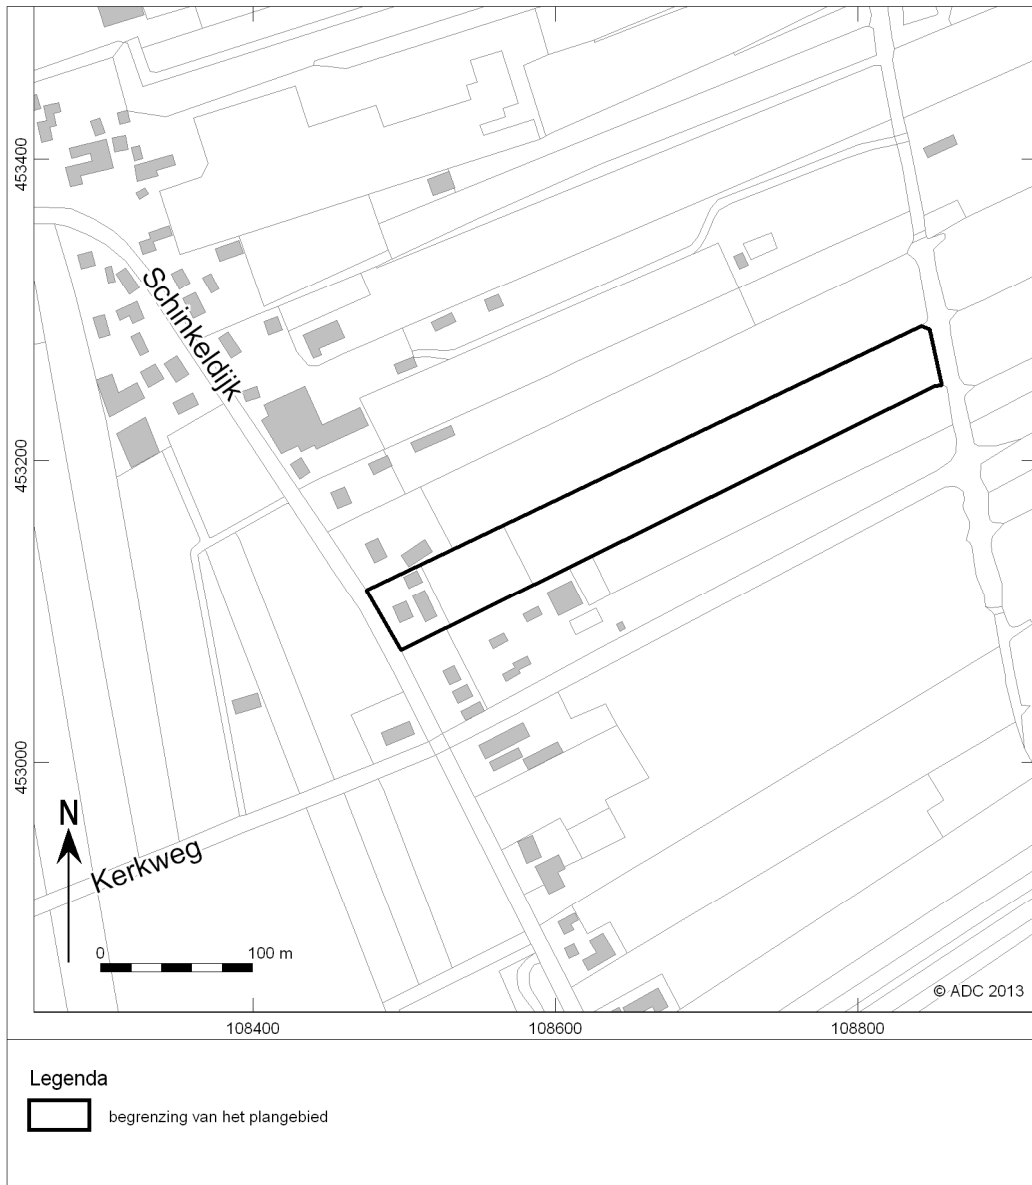 453400
Schinkeldijk
453200
453000
N
Kerkweg
0 100 m
© ADC 2013
108400 108600 108800
Legenda
begrenzing van het plangebied